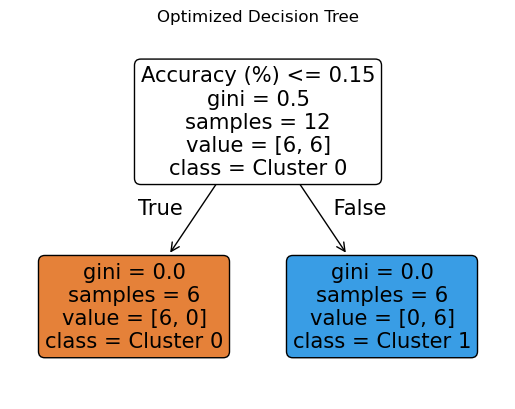 Optimized Decision Tree
Accuracy (%) <= 0.15
gini = 0.5
samples = 12
value = [6, 6]
class = Cluster 0
True
False
gini = 0.0
samples = 6
value = [6, 0]
class = Cluster 0
gini = 0.0
samples = 6
value = [0, 6]
class = Cluster 1